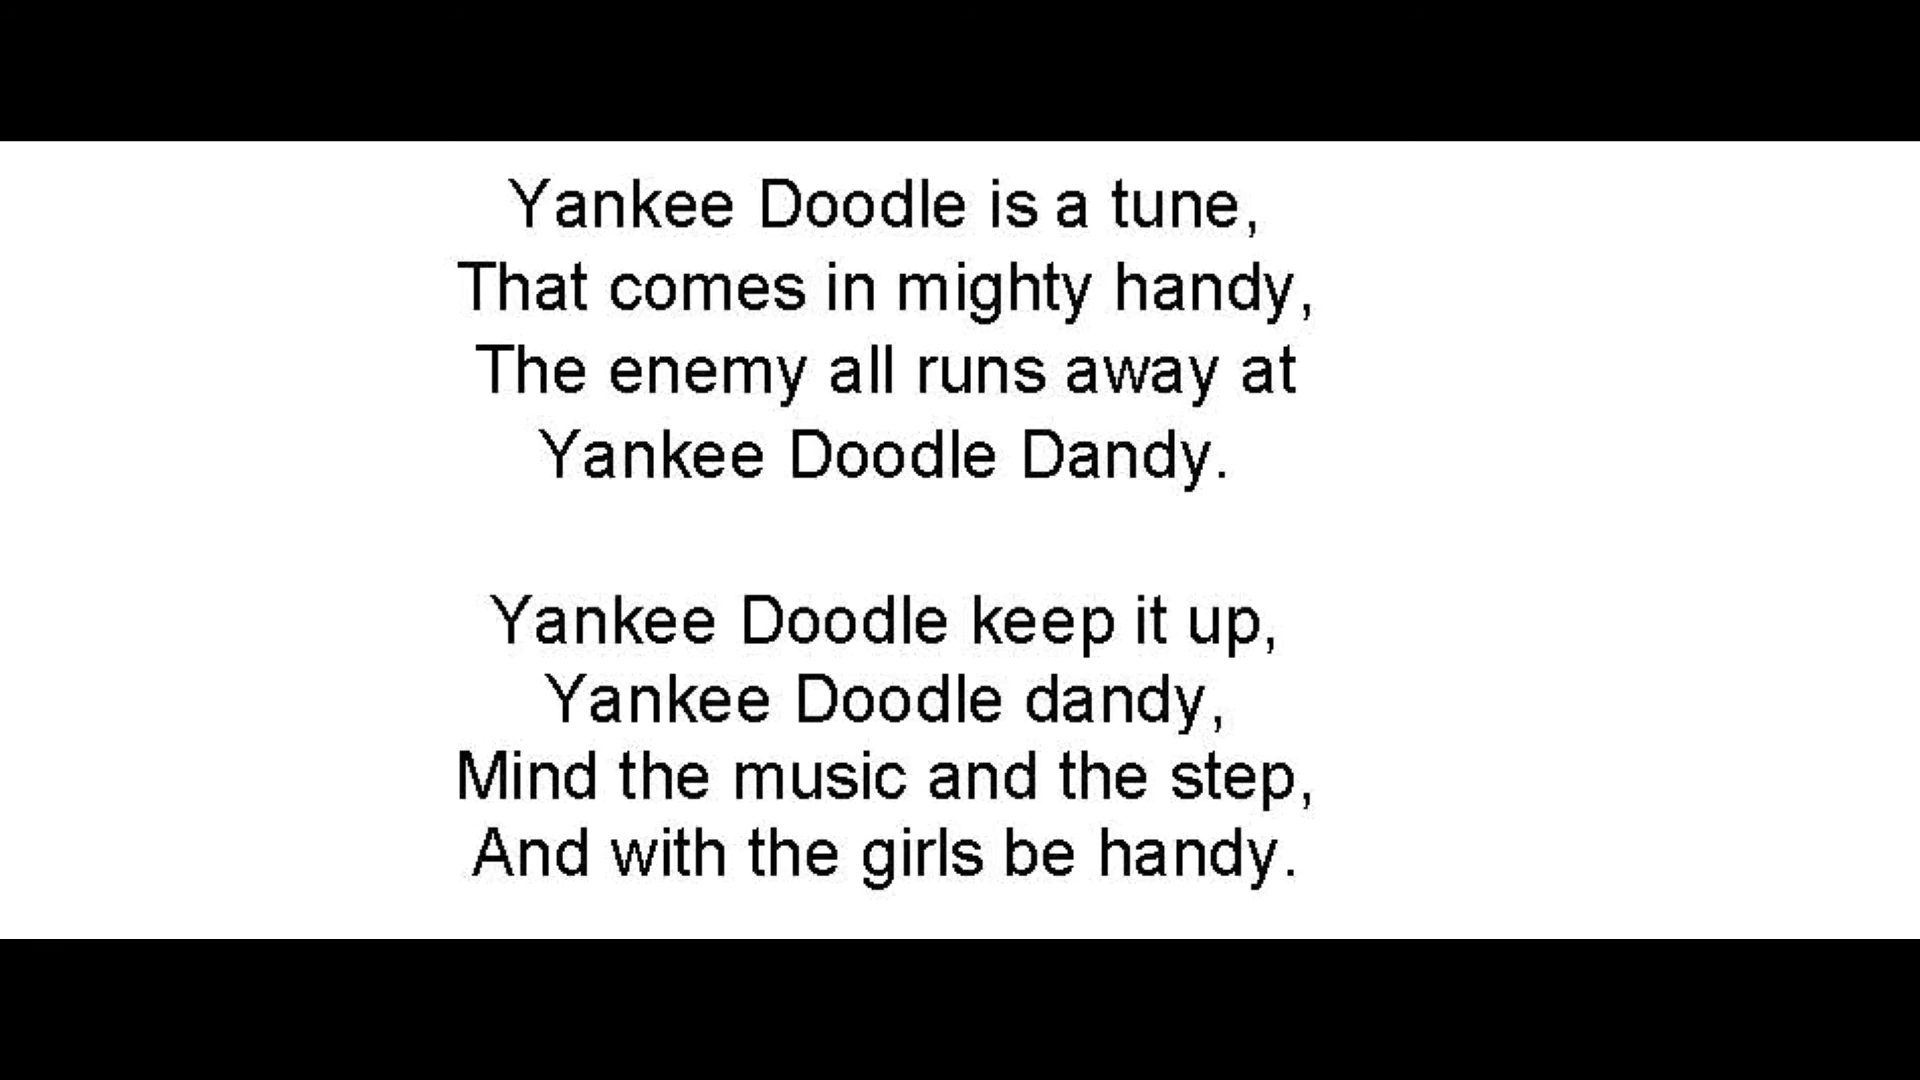 Yankee Doodle is a tune,
That comes in mighty handy,
The enemy all runs away at
Yankee Doodle Dandy.
Yankee Doodle keep it up,
Yankee Doodle dandy,
Mind the music and the step,
And with the girls be handy.